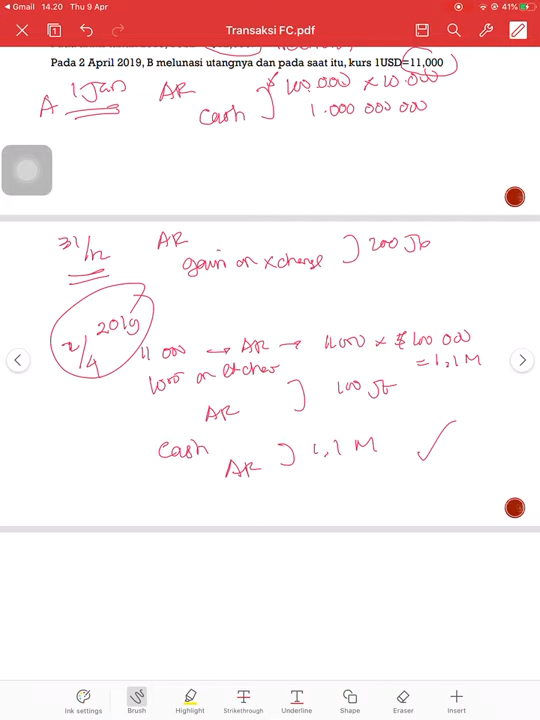 Gmail 14.20 Thu 9 Apr 41%
Transaksi FC.pdf
1
Pada 2 April 2019, B melunasi utangnya dan pada saat itu, kurs 1USD=11,000
A 1 Jan AR 100.000 x 10.000
Cash 1.000 000 000
31/12 AR 200 Jt
gain on xchange
2/4 2019
11 000 → AR → 11000 x $ 100 000
= 1,1 M
loss on
AR 100 Jt
Cash 1,1 M
AR
Ink settings Brush Highlight Strikethrough Underline Shape Eraser Insert